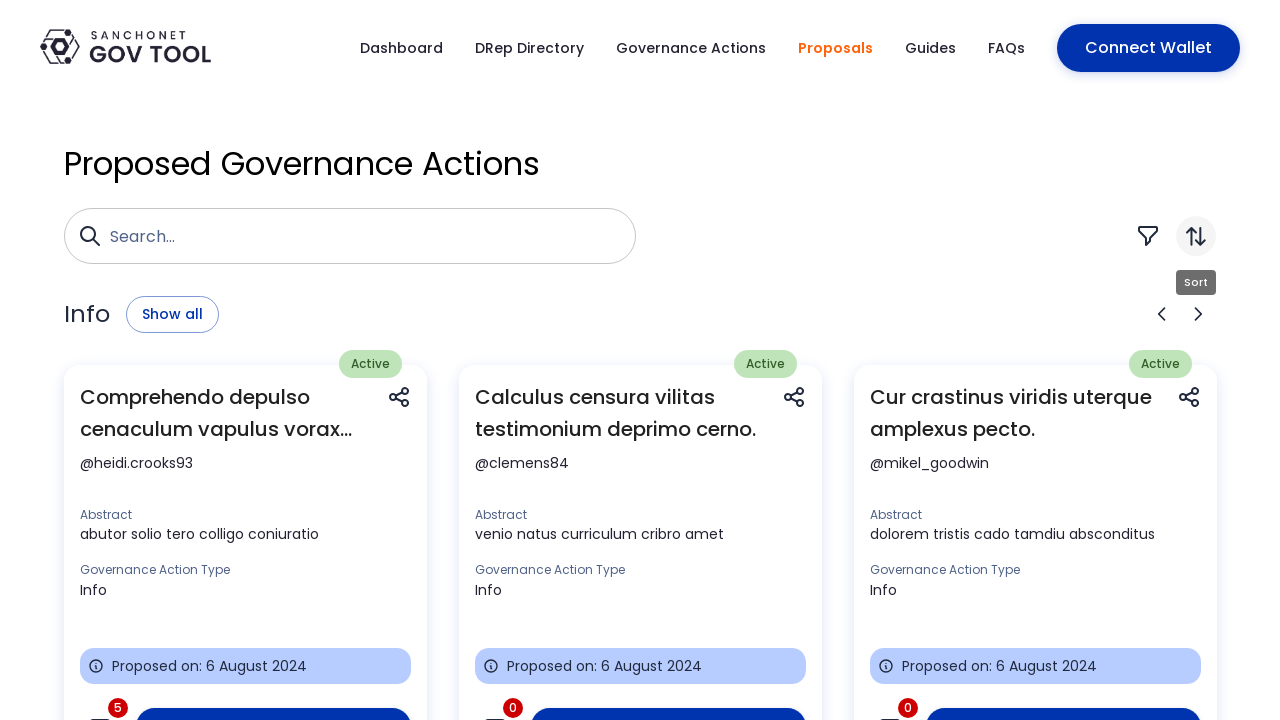 SANCHONET
GOV TOOL
Dashboard
DRep Directory
Governance Actions
Proposals
Guides
FAQs
Connect Wallet
Proposed Governance Actions
Search...
Sort
Info
Show all
Active
Comprehendo depulso
cenaculum vapulus vorax...
@heidi.crooks93
Abstract
abutor solio tero colligo coniuratio
Governance Action Type
Info
Proposed on: 6 August 2024
5
Active
Calculus censura vilitas
testimonium deprimo cerno.
@clemens84
Abstract
venio natus curriculum cribro amet
Governance Action Type
Info
Proposed on: 6 August 2024
0
Active
Cur crastinus viridis uterque
amplexus pecto.
@mikel_goodwin
Abstract
dolorem tristis cado tamdiu absconditus
Governance Action Type
Info
Proposed on: 6 August 2024
0